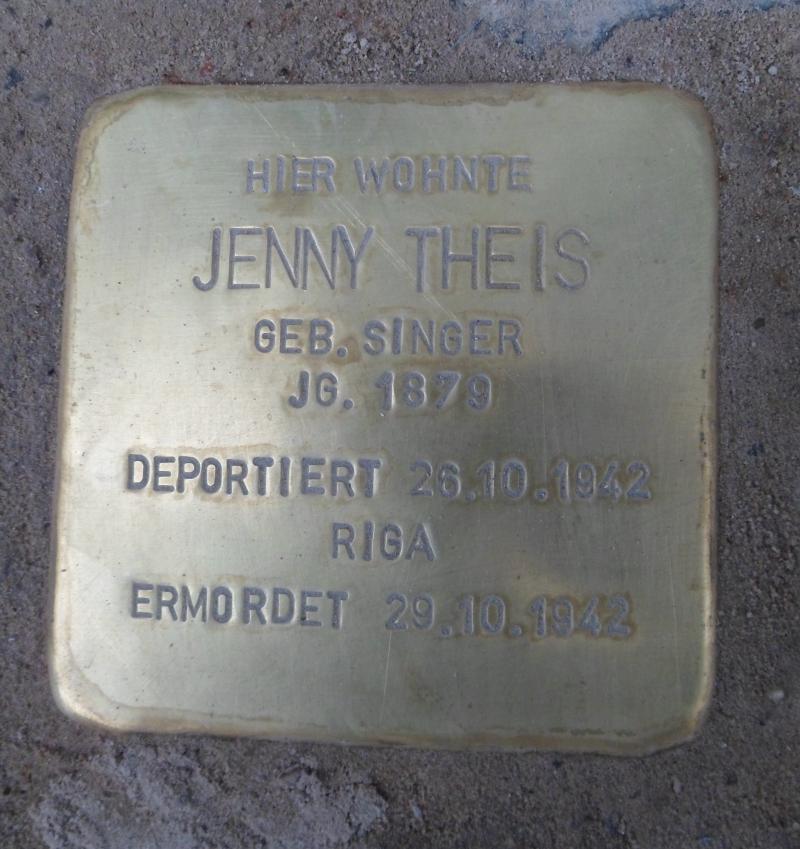 HIER WOHNTE
JENNY THEIS
GEB. SINGER
JG. 1879
DEPORTIERT 26.10.1942
RIGA
ERMORDET 29.10.1942